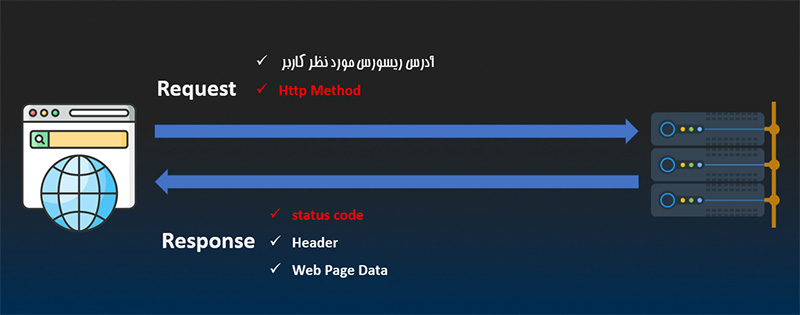 آدرس ریسورس مورد نظر کاربر
Request
Http Method
status code
Response
Header
Web Page Data